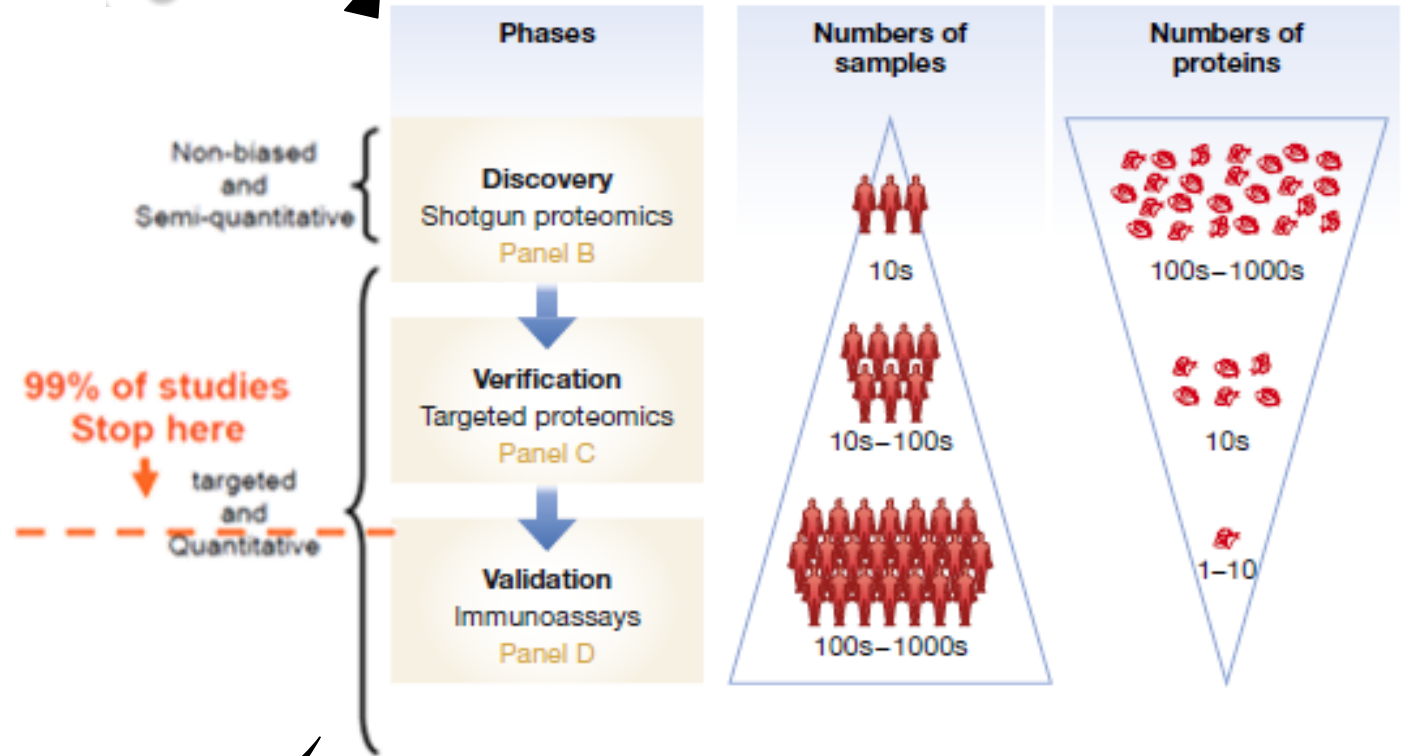 Phases
Numbers of
samples
Numbers of
proteins
Non-biased
and
Semi-quantitative
Discovery
Shotgun proteomics
Panel B
10s
100s–1000s
99% of studies
Stop here
targeted
and
Quantitative
Verification
Targeted proteomics
Panel C
10s–100s
10s
Validation
Immunoassays
Panel D
100s–1000s
1–10